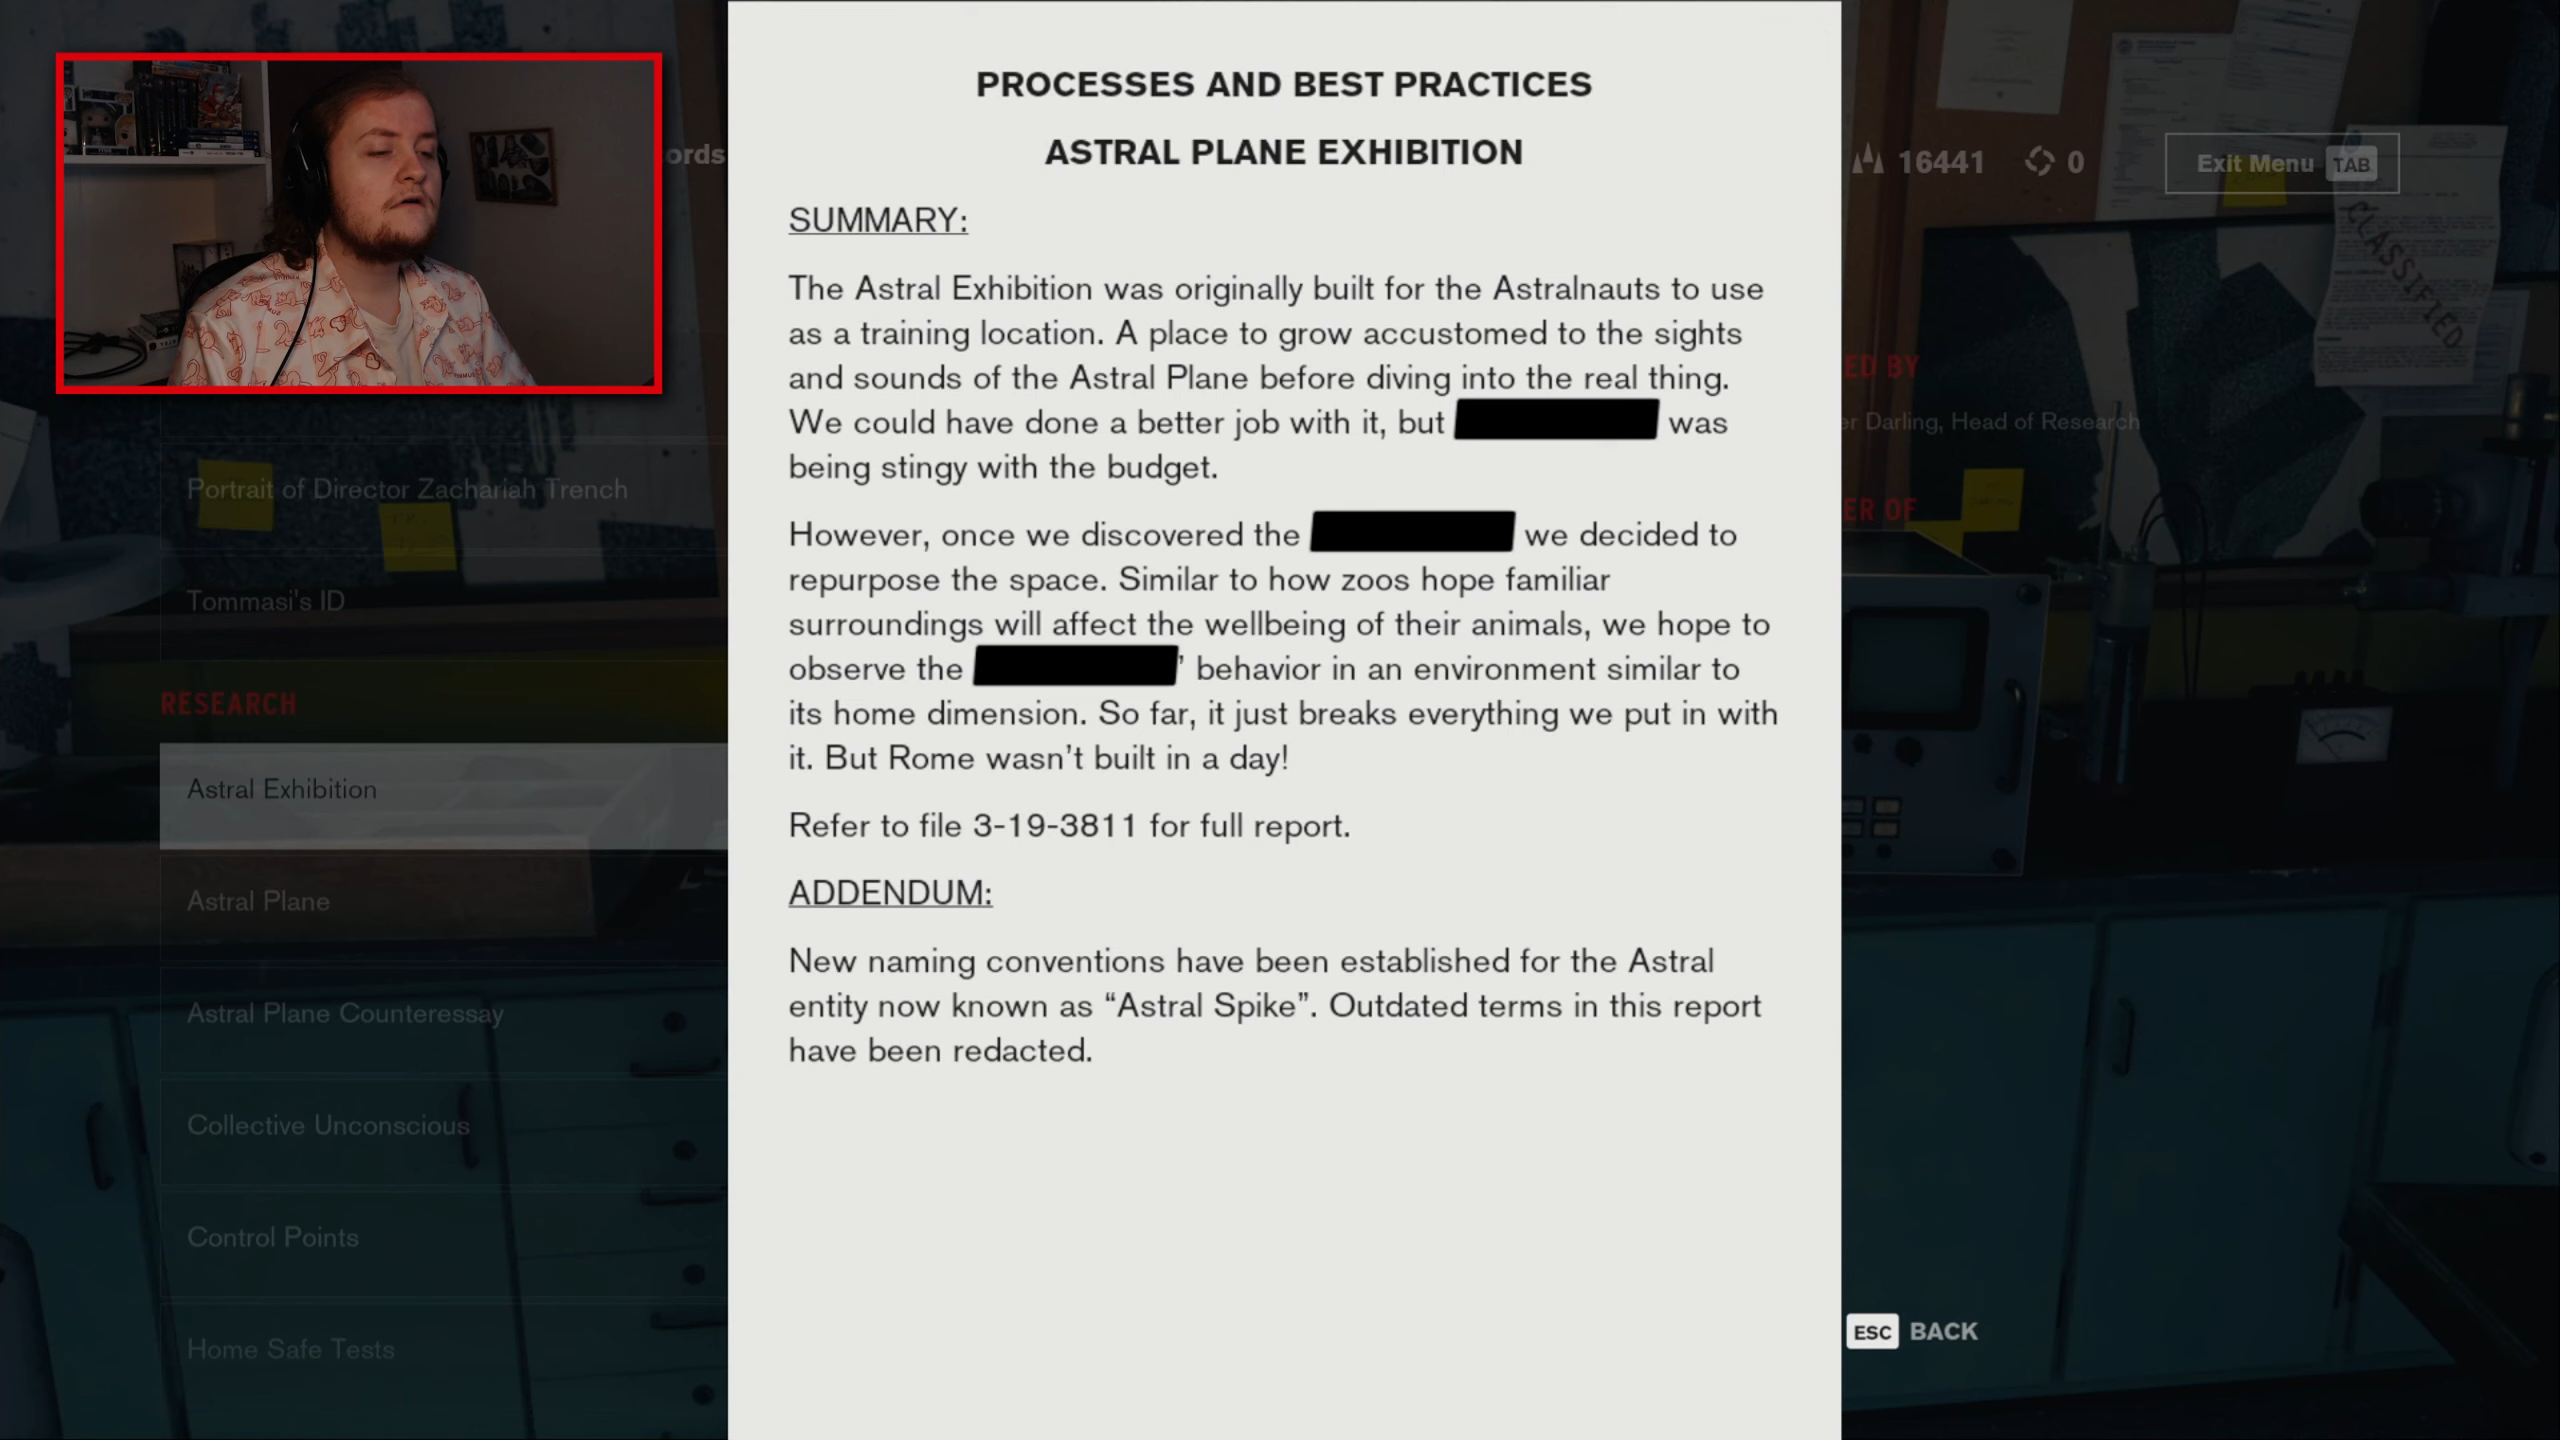 ords
16441
0
Exit Menu TAB
PROCESSES AND BEST PRACTICES
ASTRAL PLANE EXHIBITION
SUMMARY:
The Astral Exhibition was originally built for the Astralnauts to use
as a training location. A place to grow accustomed to the sights
and sounds of the Astral Plane before diving into the real thing.
We could have done a better job with it, but was
being stingy with the budget.
However, once we discovered the we decided to
repurpose the space. Similar to how zoos hope familiar
surroundings will affect the wellbeing of their animals, we hope to
observe the ' behavior in an environment similar to
its home dimension. So far, it just breaks everything we put in with
it. But Rome wasn't built in a day!
Refer to file 3-19-3811 for full report.
ADDENDUM:
New naming conventions have been established for the Astral
entity now known as “Astral Spike”. Outdated terms in this report
have been redacted.
Portrait of Director Zachariah Trench
Tommasi's ID
RESEARCH
Astral Exhibition
Astral Plane
Astral Plane Counteressay
Collective Unconscious
Control Points
Home Safe Tests
CLASSIFIED
ED BY
er Darling, Head of Research
ER OF
ESC BACK